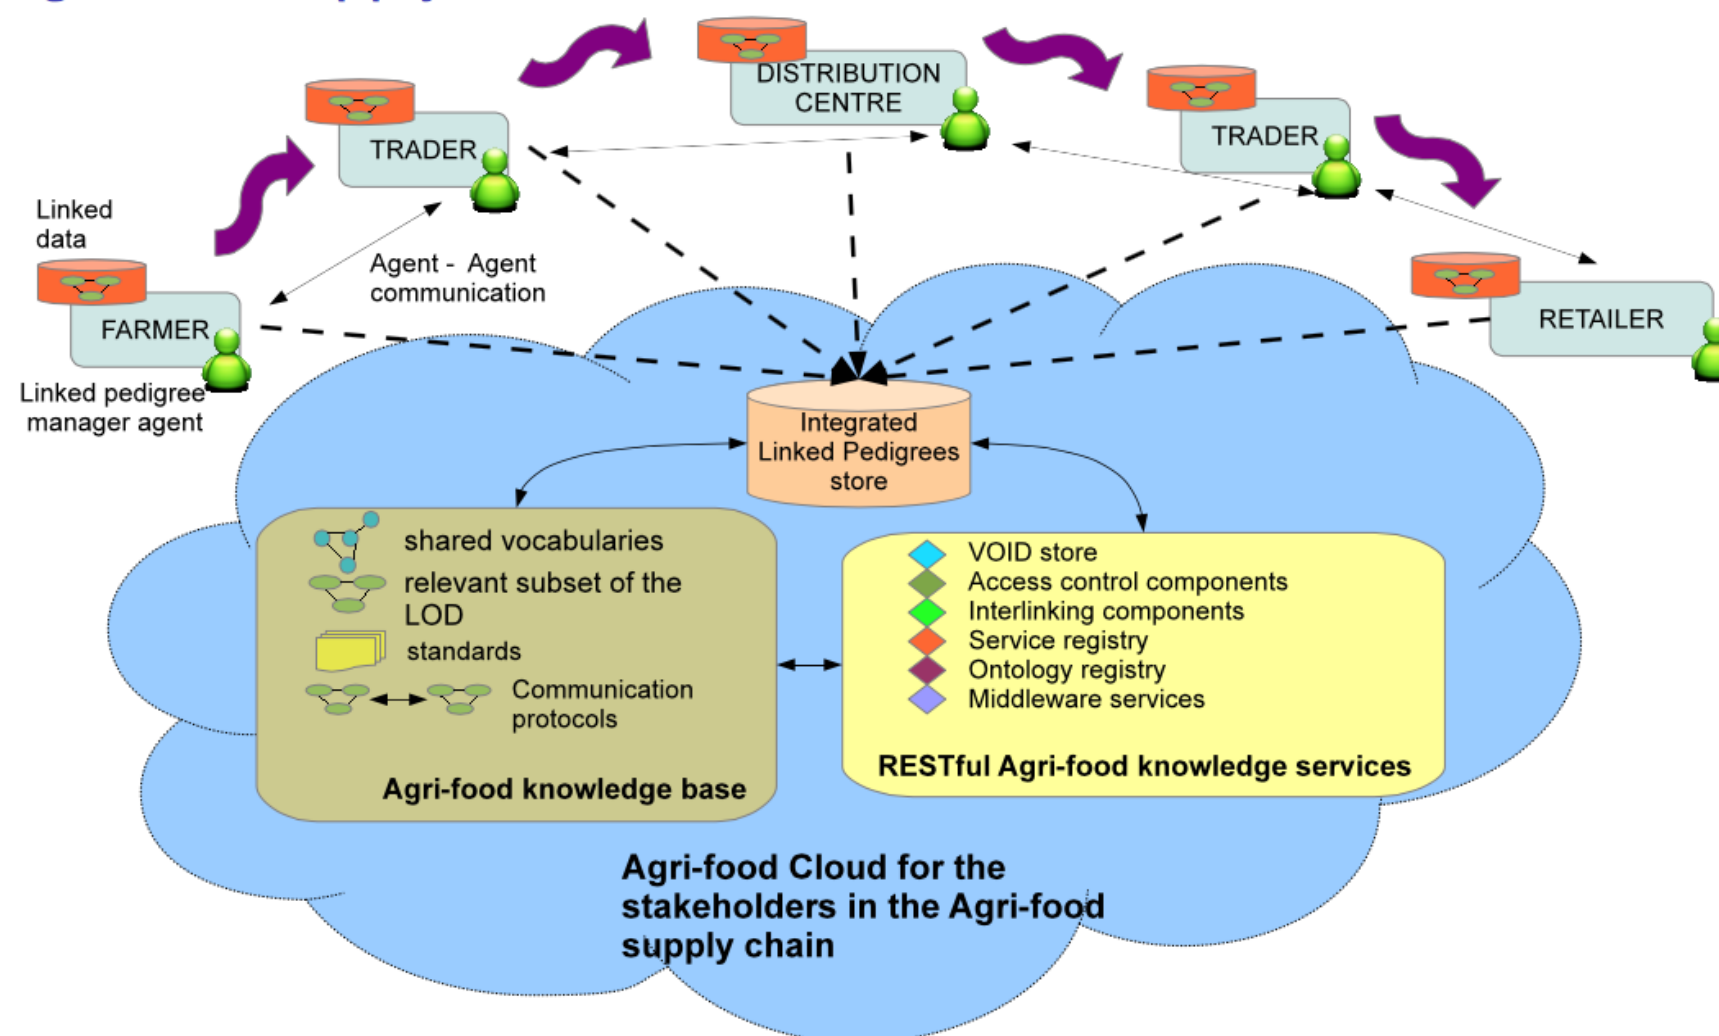 DISTRIBUTION
CENTRE
TRADER
TRADER
Linked
data
Agent - Agent
communication
FARMER
RETAILER
Linked pedigree
manager agent
Integrated
Linked Pedigrees
store
shared vocabularies
relevant subset of the
LOD
standards
Communication
protocols
Agri-food knowledge base
VOID store
Access control components
Interlinking components
Service registry
Ontology registry
Middleware services
RESTful Agri-food knowledge services
Agri-food Cloud for the
stakeholders in the Agri-food
supply chain